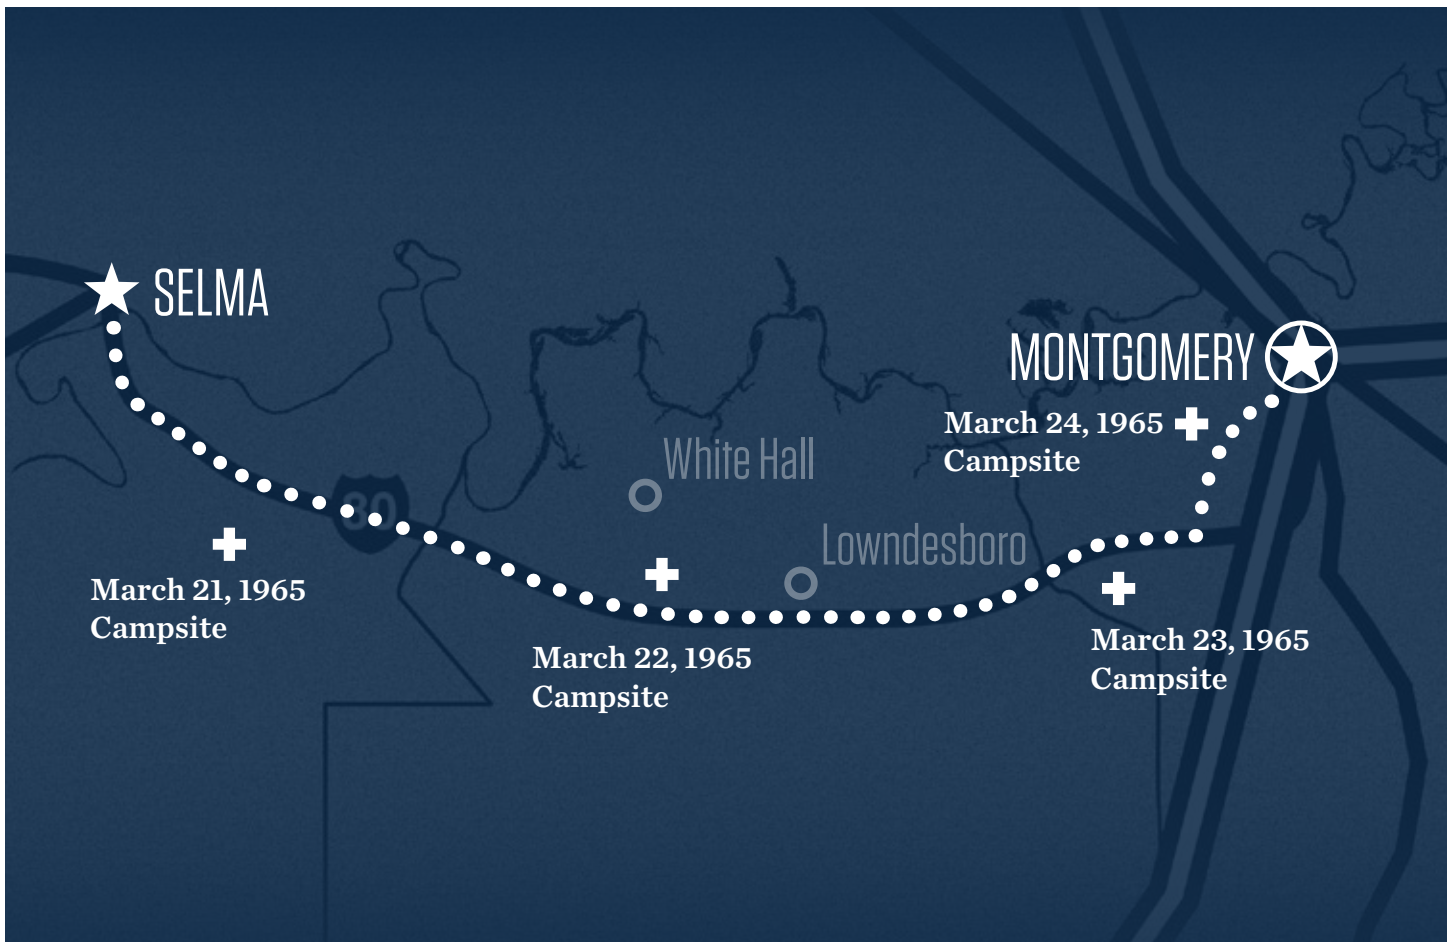 SELMA
MONTGOMERY
March 24, 1965
Campsite
White Hall
80
Lowndesboro
March 21, 1965
Campsite
March 22, 1965
Campsite
March 23, 1965
Campsite